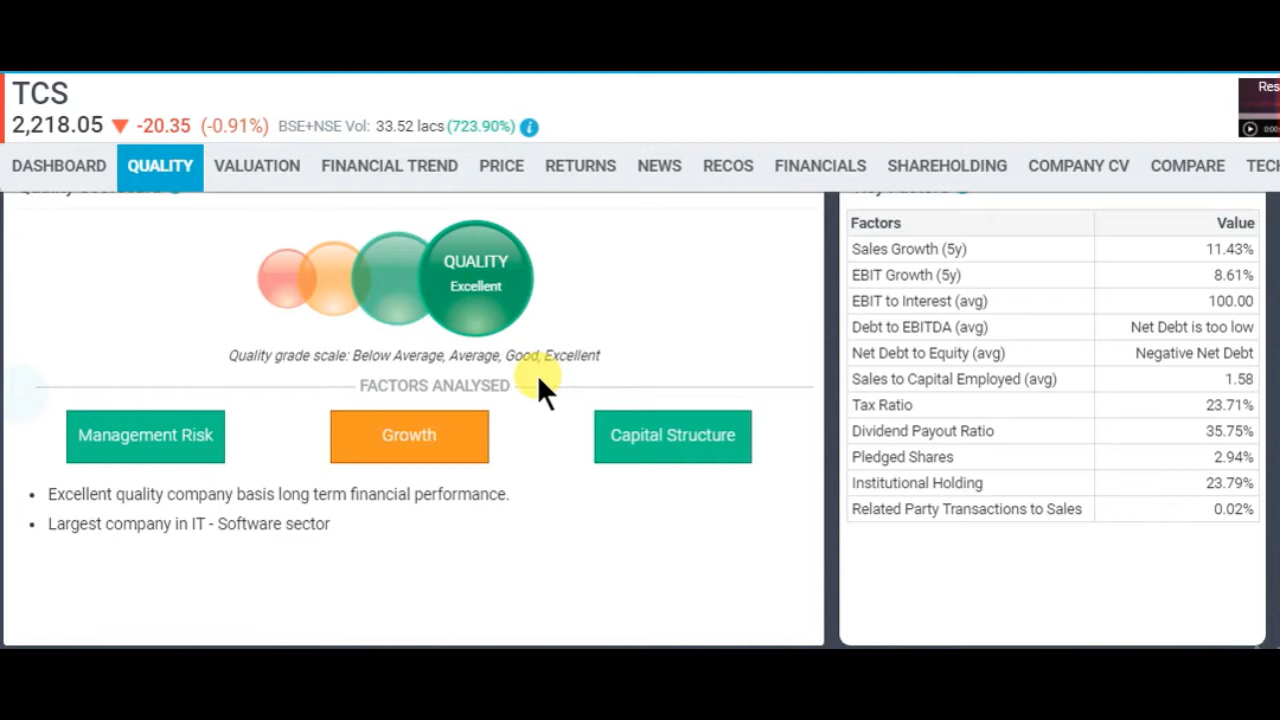 TCS
2,218.05 ▼ -20.35 (-0.91%) BSE+NSE Vol: 33.52 lacs (723.90%) i
Res
0:00
DASHBOARD QUALITY VALUATION FINANCIAL TREND PRICE RETURNS NEWS RECOS FINANCIALS SHAREHOLDING COMPANY CV COMPARE TECH
QUALITY
Excellent
Quality grade scale: Below Average, Average, Good, Excellent
FACTORS ANALYSED
Management Risk Growth Capital Structure
• Excellent quality company basis long term financial performance.
• Largest company in IT - Software sector
Key Factors
Factors Value
Sales Growth (5y) 11.43%
EBIT Growth (5y) 8.61%
EBIT to Interest (avg) 100.00
Debt to EBITDA (avg) Net Debt is too low
Net Debt to Equity (avg) Negative Net Debt
Sales to Capital Employed (avg) 1.58
Tax Ratio 23.71%
Dividend Payout Ratio 35.75%
Pledged Shares 2.94%
Institutional Holding 23.79%
Related Party Transactions to Sales 0.02%